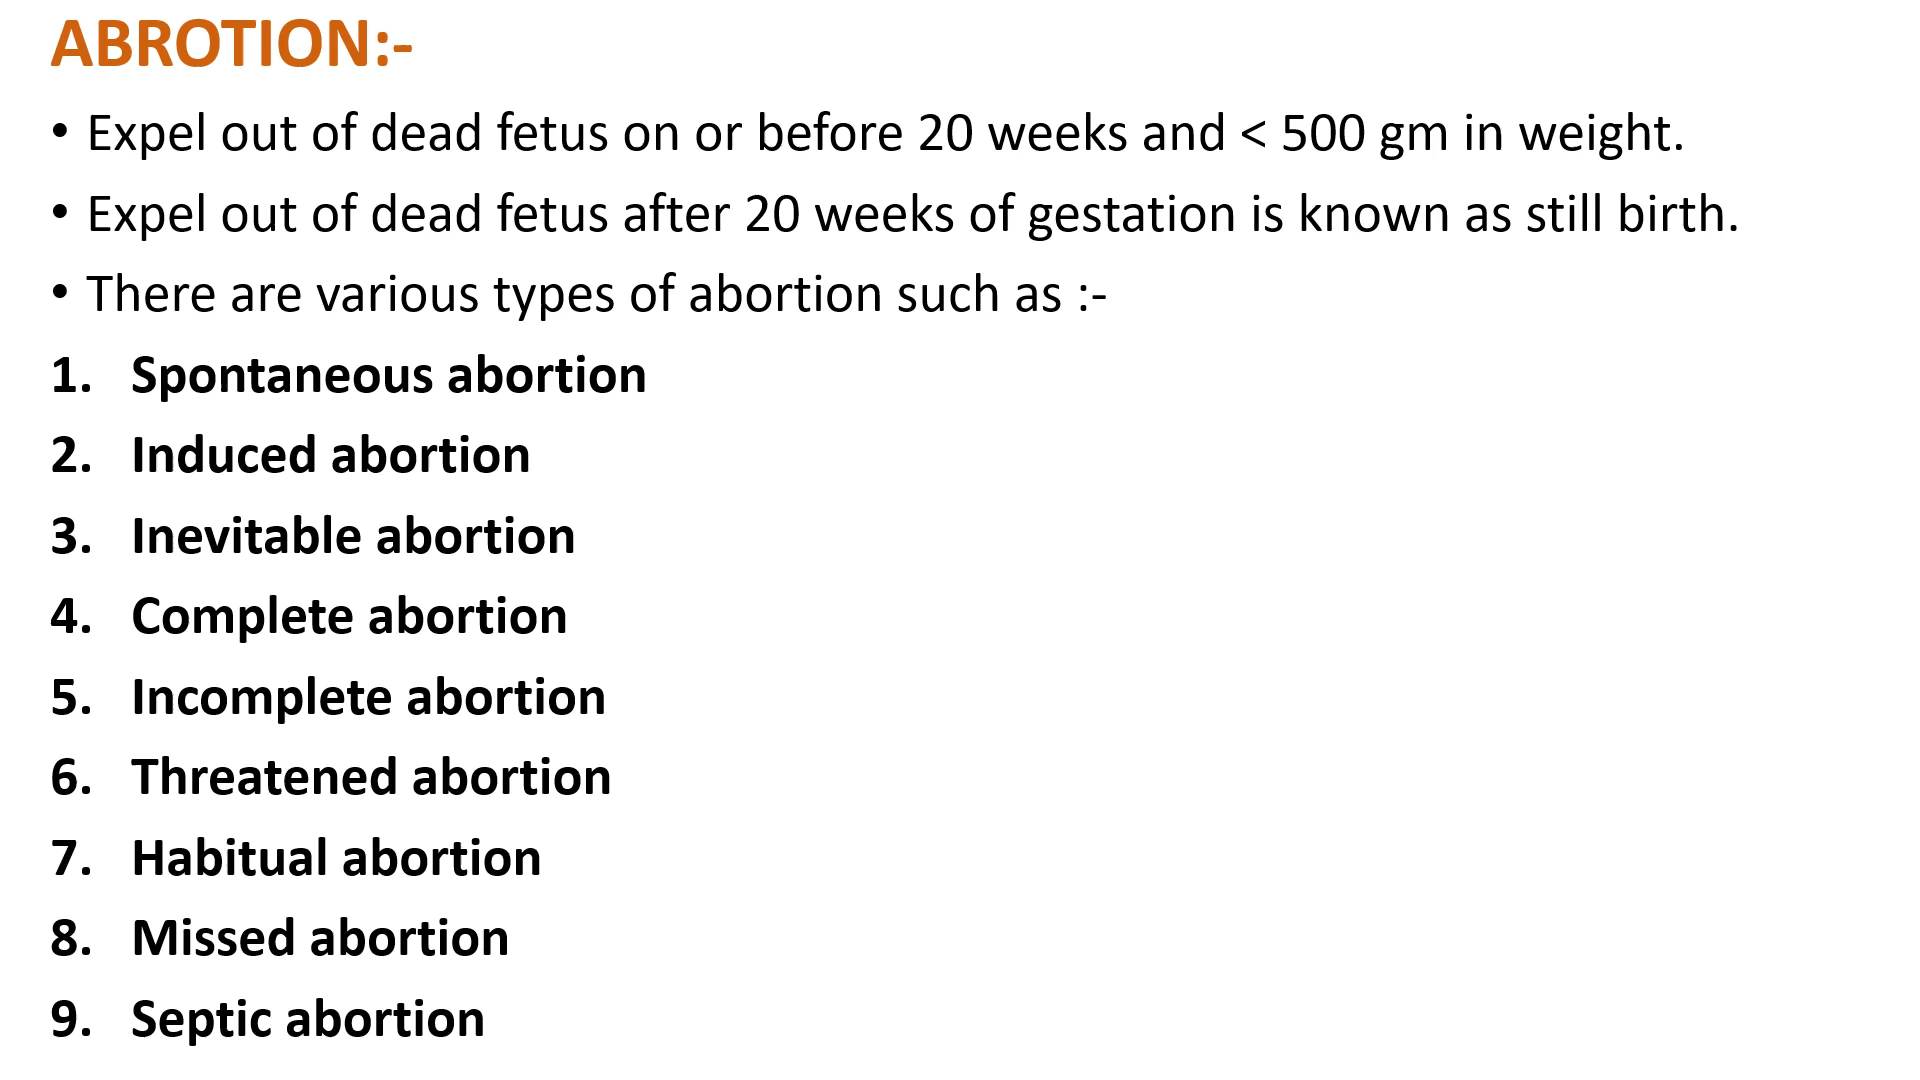 ABROTION:-
• Expel out of dead fetus on or before 20 weeks and < 500 gm in weight.
• Expel out of dead fetus after 20 weeks of gestation is known as still birth.
• There are various types of abortion such as :-
1. Spontaneous abortion
2. Induced abortion
3. Inevitable abortion
4. Complete abortion
5. Incomplete abortion
6. Threatened abortion
7. Habitual abortion
8. Missed abortion
9. Septic abortion